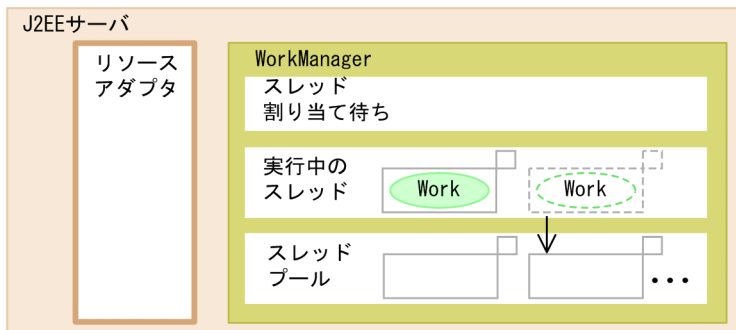 J2EEサーバ
リソース
アダプタ
WorkManager
スレッド
割り当て待ち
実行中の
スレッド
Work
Work
スレッド
プール
...